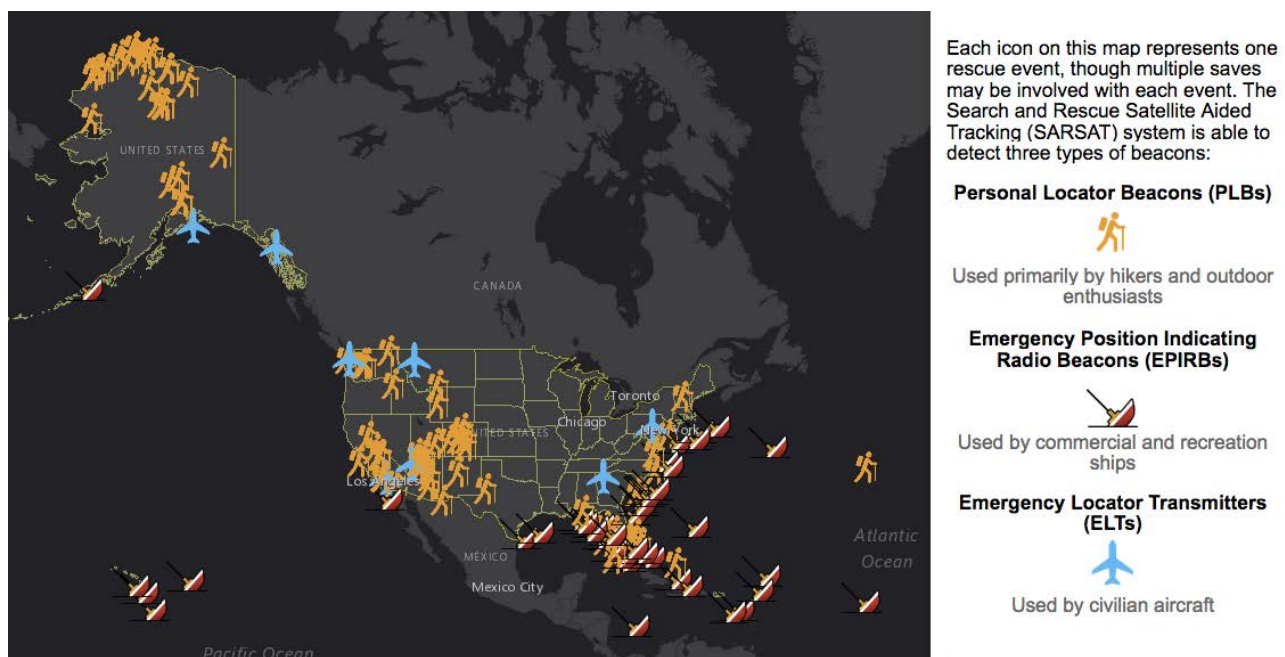 UNITED STATES
CANADA
Toronto
Chicago
New York
UNITED STATES
Los Angeles
MÉXICO
Mexico City
Atlantic
Ocean
Pacific Ocean
Each icon on this map represents one
rescue event, though multiple saves
may be involved with each event. The
Search and Rescue Satellite Aided
Tracking (SARSAT) system is able to
detect three types of beacons:
Personal Locator Beacons (PLBs)
Used primarily by hikers and outdoor
enthusiasts
Emergency Position Indicating
Radio Beacons (EPIRBs)
Used by commercial and recreation
ships
Emergency Locator Transmitters
(ELTs)
Used by civilian aircraft